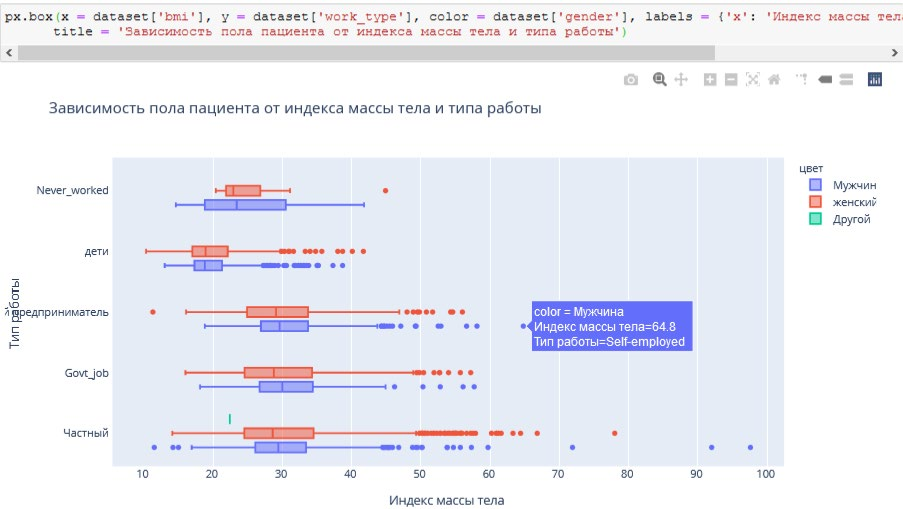 px.box(x = dataset['bmi'], y = dataset['work_type'], color = dataset['gender'], labels = {'x': 'Индекс массы тела
title = 'Зависимость пола пациента от индекса массы тела и типа работы')
Зависимость пола пациента от индекса массы тела и типа работы
цвет
Мужчин
женский
Другой
Never_worked
дети
й предприниматель
Govt_job
Частный
Тип работы
color = Мужчина
Индекс массы тела=64.8
Тип работы=Self-employed
10 20 30 40 50 60 70 80 90 100
Индекс массы тела